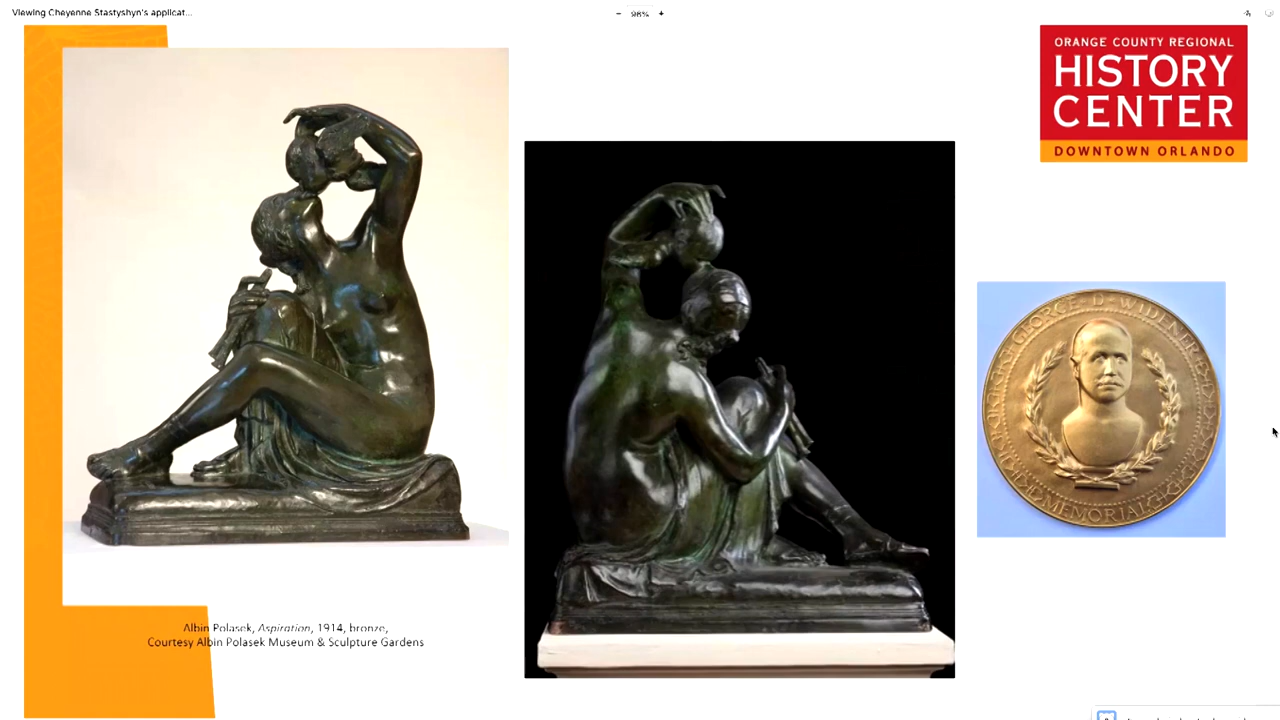 Viewing Cheyenne Stastyshyn's applicat...
96%
ORANGE COUNTY REGIONAL
HISTORY
CENTER
DOWNTOWN ORLANDO
GEORGE · D · WIDENER
MEMORIAL
Albin Polasek, Aspiration, 1914, bronze,
Courtesy Albin Polasek Museum & Sculpture Gardens